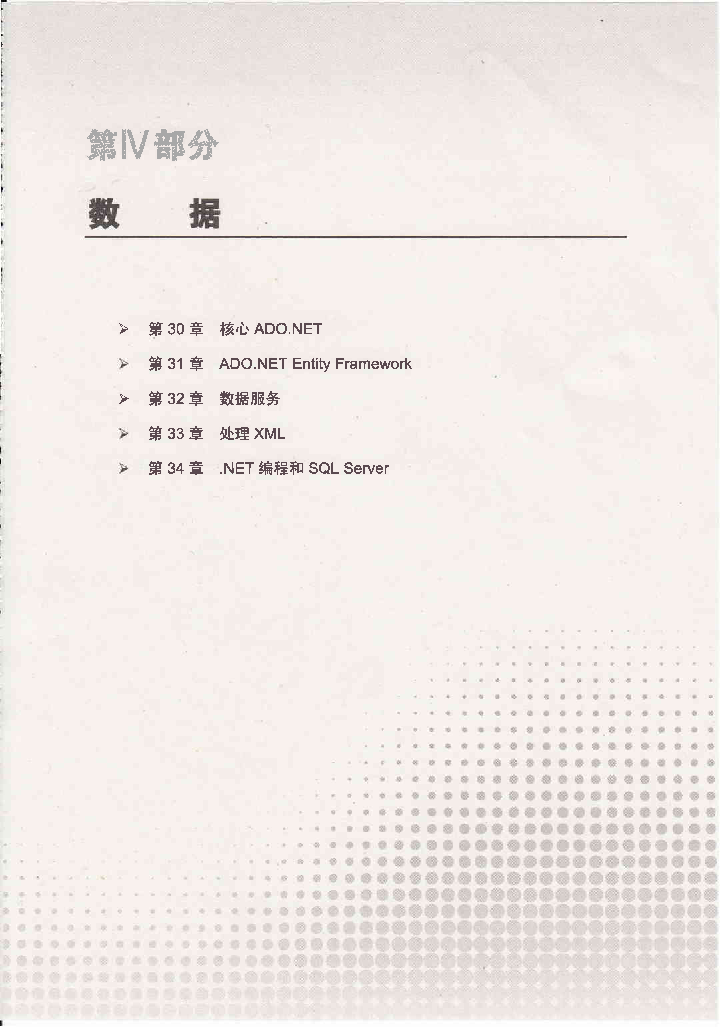 第Ⅳ部分
数 据
➢ 第 30 章 核心 ADO.NET
➢ 第 31 章 ADO.NET Entity Framework
➢ 第 32 章 数据服务
➢ 第 33 章 处理 XML
➢ 第 34 章 .NET 编程和 SQL Server